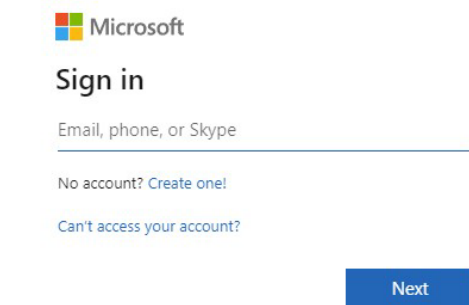 Microsoft
Sign in
Email, phone, or Skype
No account? Create one!
Can't access your account?
Next